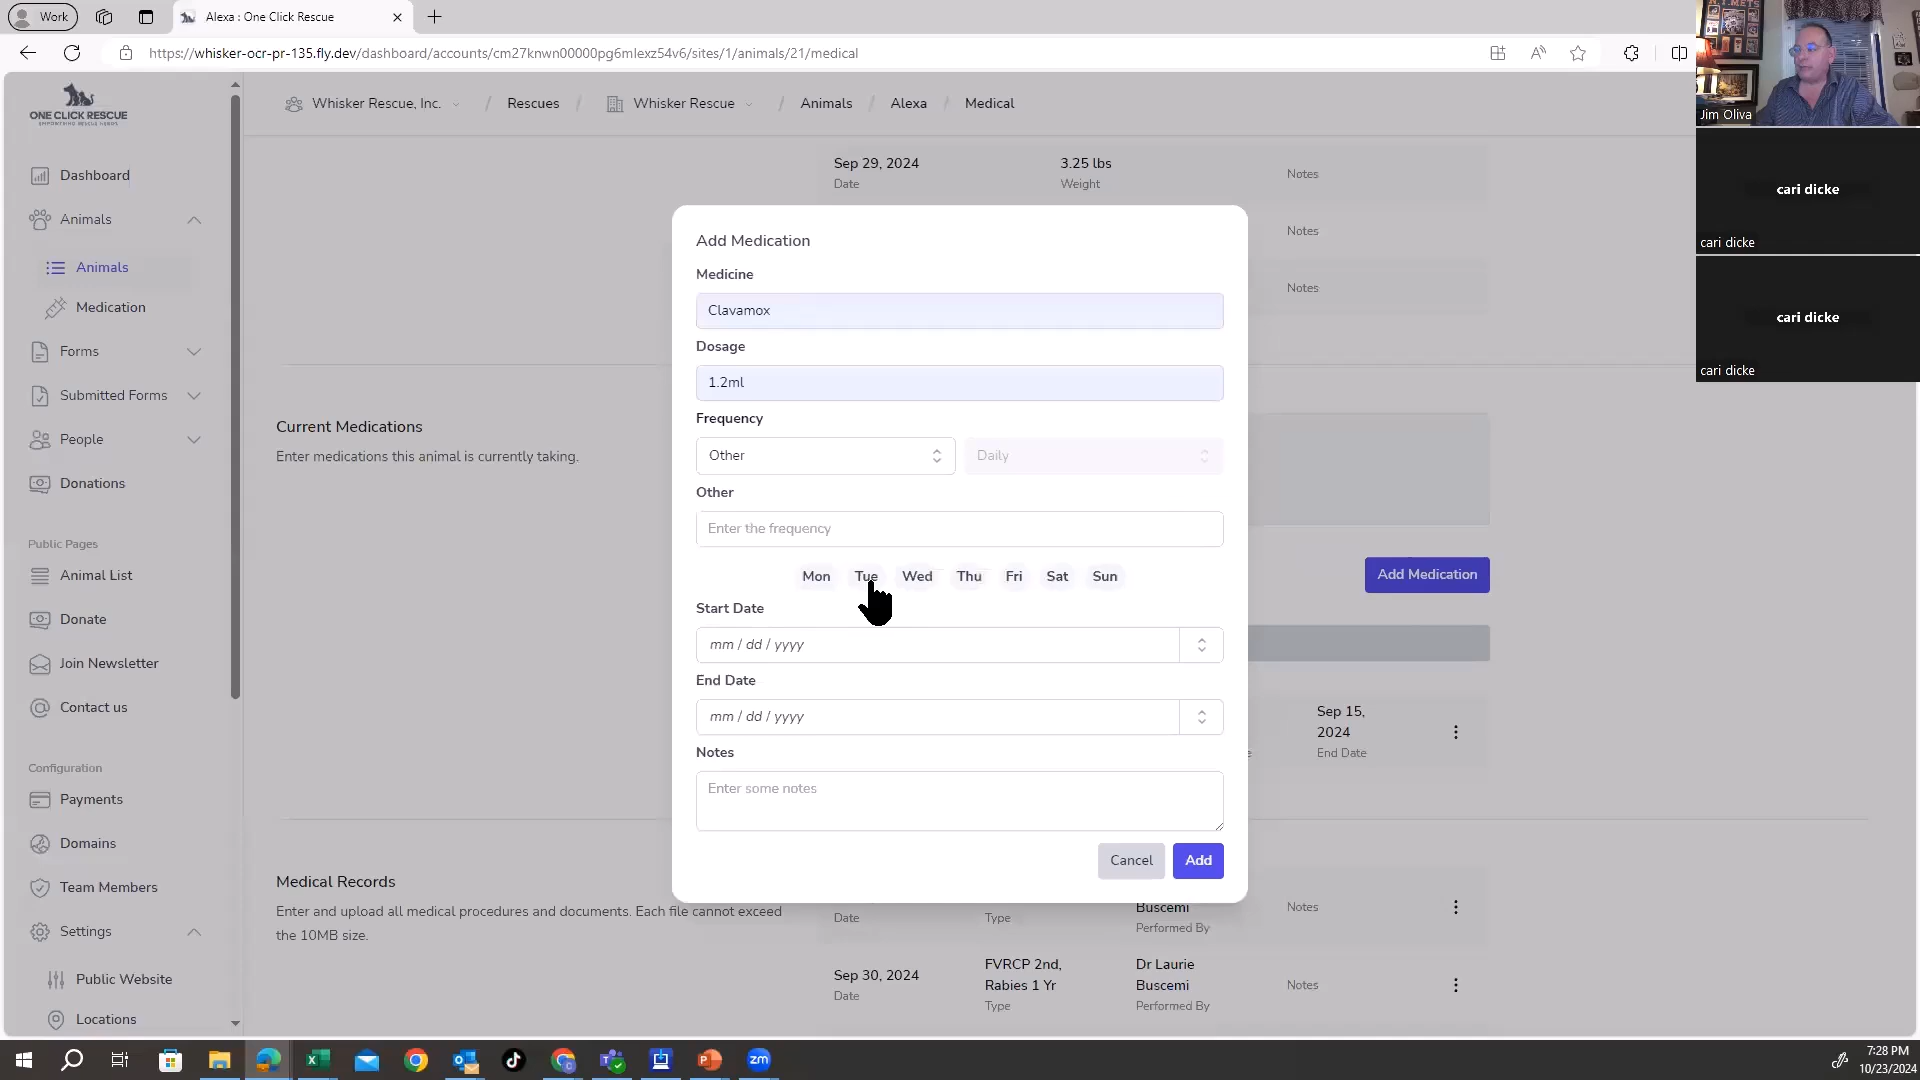 Work
Alexa : One Click Rescue
https://whisker-ocr-pr-135.fly.dev/dashboard/accounts/cm27knwn00000pg6mlexz54v6/sites/1/animals/21/medical
N.Y. METS
Jim Oliva
cari dicke
cari dicke
cari dicke
cari dicke
ONE CLICK RESCUE
EMPOWERING RESCUE HEROES
Dashboard
Animals
Animals
Medication
Forms
Submitted Forms
People
Donations
Public Pages
Animal List
Donate
Join Newsletter
Contact us
Configuration
Payments
Domains
Team Members
Settings
Public Website
Locations
Whisker Rescue, Inc. / Rescues / Whisker Rescue / Animals / Alexa / Medical
Sep 29, 2024
Date
3.25 lbs
Weight
Notes
Notes
Notes
Current Medications
Enter medications this animal is currently taking.
Add Medication
Sep 15,
2024
End Date
Medical Records
Enter and upload all medical procedures and documents. Each file cannot exceed
the 10MB size.
Date
Type
Buscemi
Performed By
Notes
Sep 30, 2024
Date
FVRCP 2nd,
Rabies 1 Yr
Type
Dr Laurie
Buscemi
Performed By
Notes
Add Medication
Medicine
Clavamox
Dosage
1.2ml
Frequency
Other
Daily
Other
Enter the frequency
Mon Tue Wed Thu Fri Sat Sun
Start Date
mm / dd / yyyy
End Date
mm / dd / yyyy
Notes
Enter some notes
Cancel
Add
zm
7:28 PM
10/23/2024